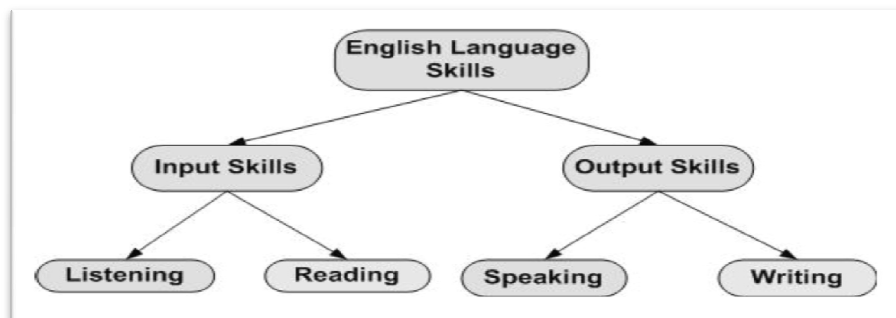 English Language
Skills
Input Skills
Output Skills
Listening
Reading
Speaking
Writing